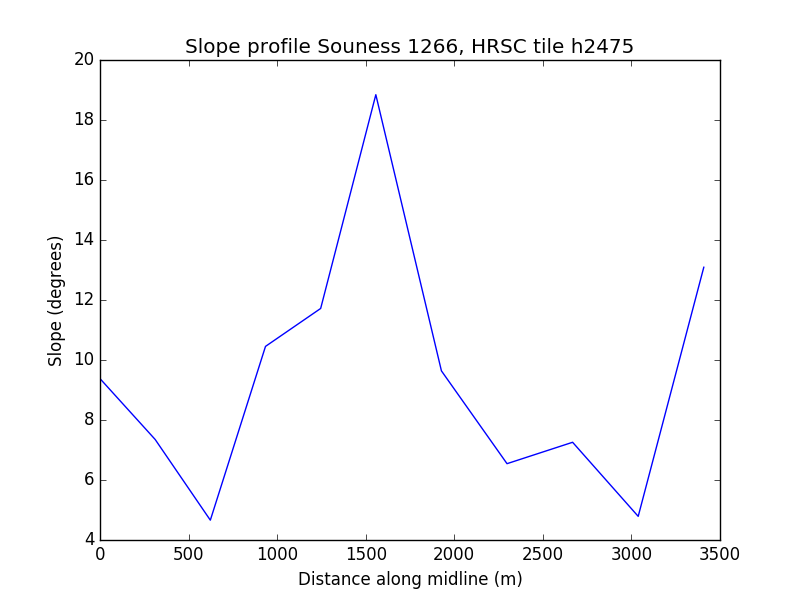 Slope profile Souness 1266, HRSC tile h2475
20
18
16
14
12
10
8
6
4
Slope (degrees)
0 500 1000 1500 2000 2500 3000 3500
Distance along midline (m)